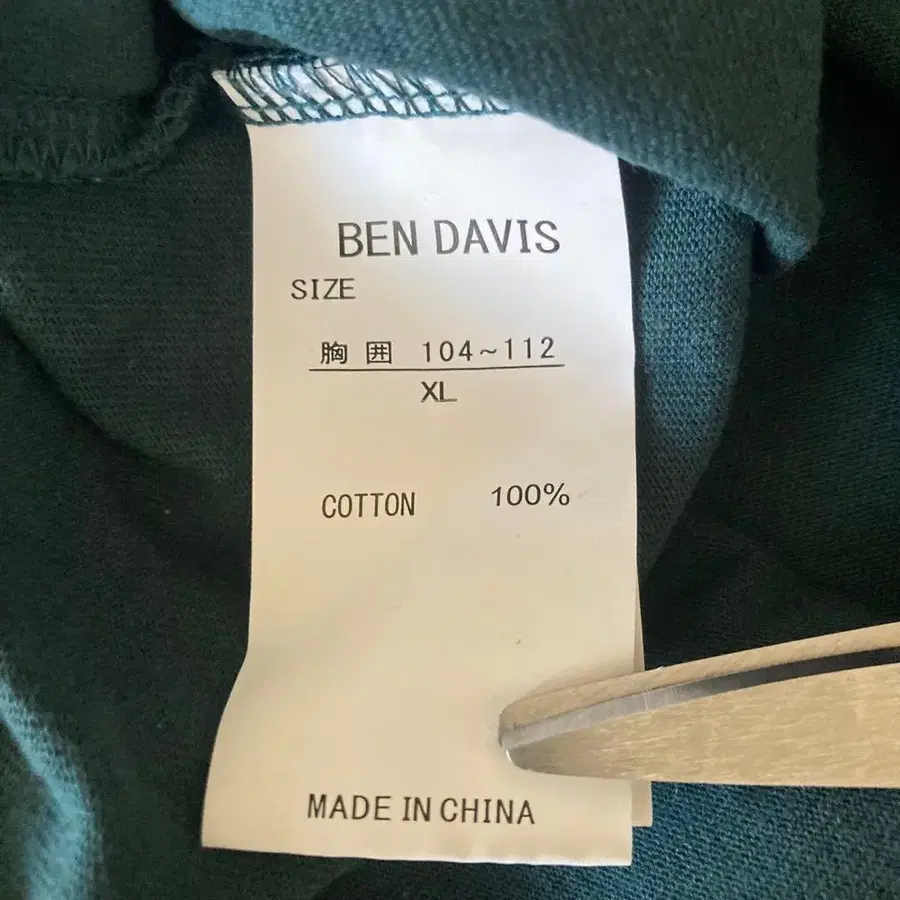 BEN DAVIS
SIZE
胸囲 104~112
XL
COTTON 100%
MADE IN CHINA